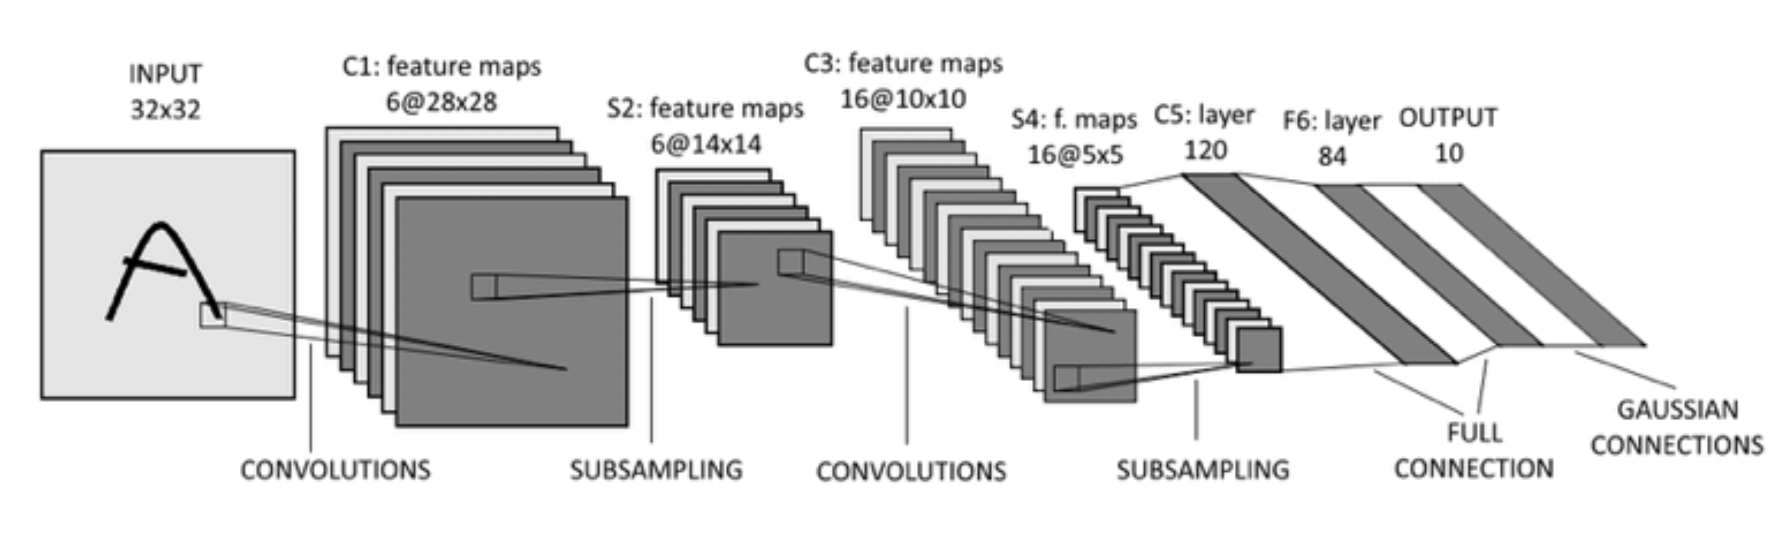 INPUT
32x32
C1: feature maps
6@28x28
S2: feature maps
6@14x14
C3: feature maps
16@10x10
S4: f. maps
16@5x5
C5: layer
120
F6: layer
84
OUTPUT
10
A
CONVOLUTIONS
SUBSAMPLING
CONVOLUTIONS
SUBSAMPLING
FULL
CONNECTION
GAUSSIAN
CONNECTIONS